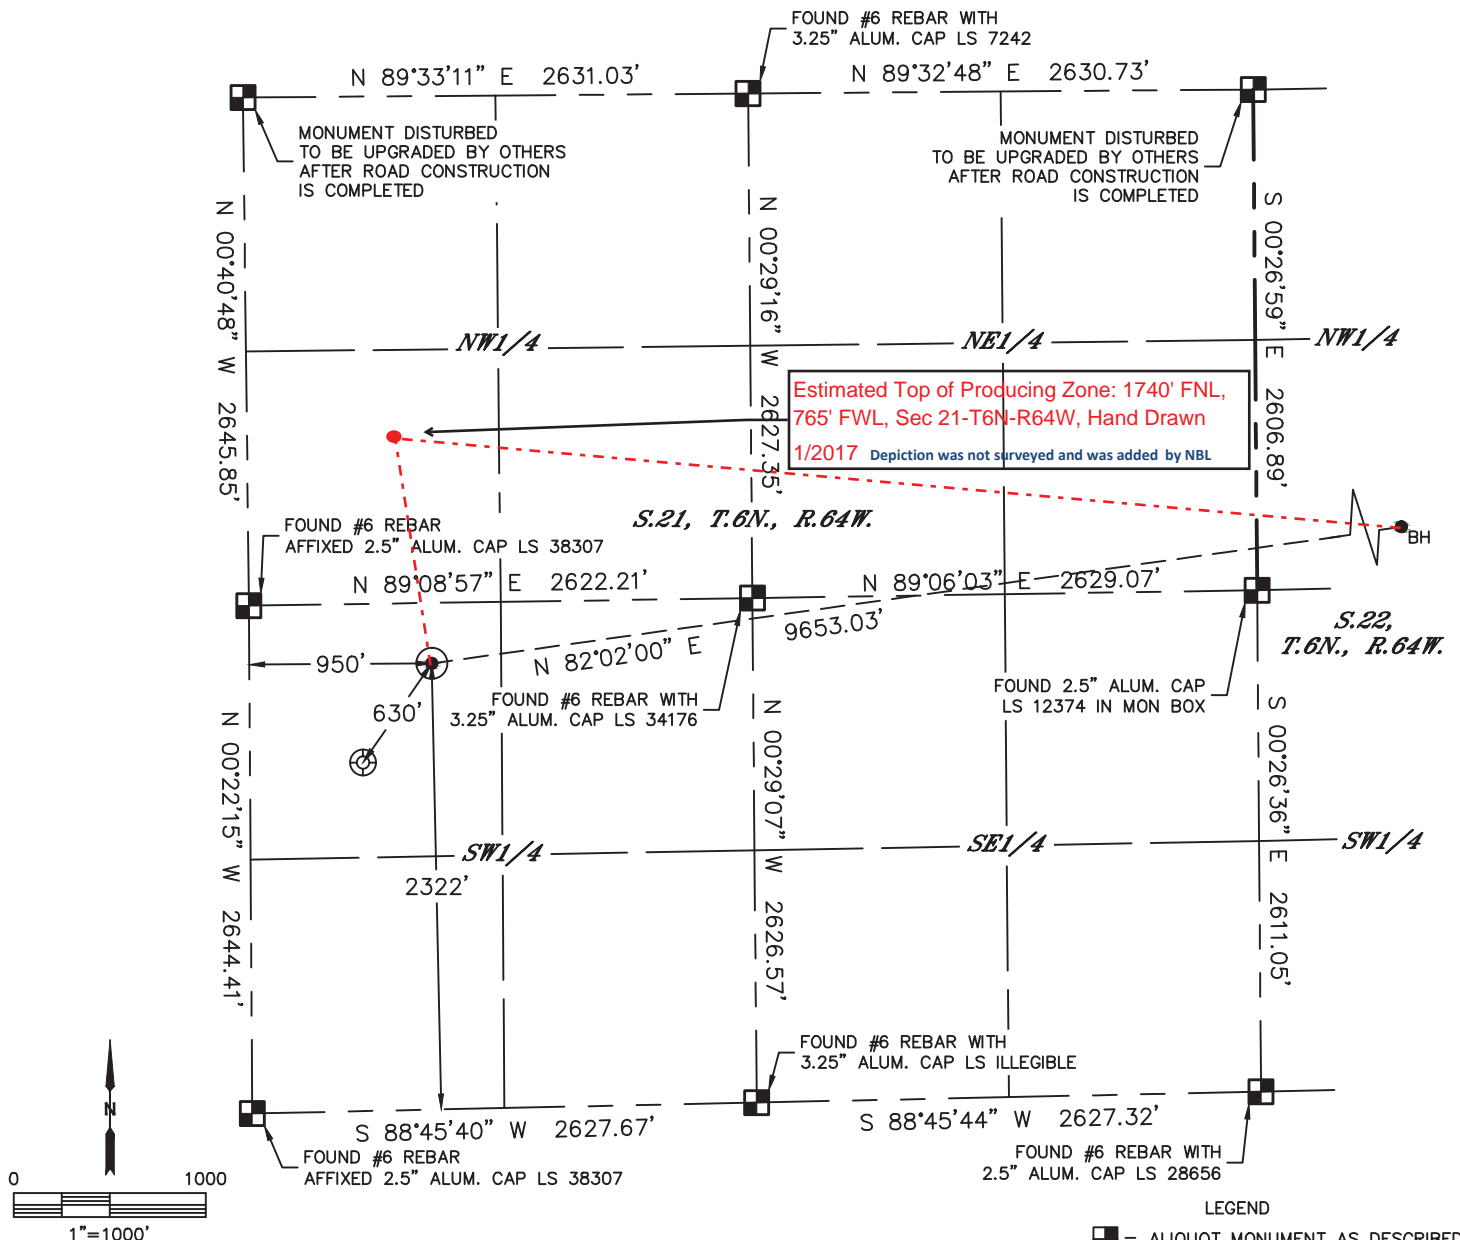 FOUND #6 REBAR WITH
3.25" ALUM. CAP LS 7242
N 89°33'11" E 2631.03'
N 89°32'48" E 2630.73'
MONUMENT DISTURBED
TO BE UPGRADED BY OTHERS
AFTER ROAD CONSTRUCTION
IS COMPLETED
MONUMENT DISTURBED
TO BE UPGRADED BY OTHERS
AFTER ROAD CONSTRUCTION
IS COMPLETED
N 00°40'48" W 2645.85'
N 00°29'16" W 2627.35'
S 00°26'59" E 2606.89'
NW1/4
NE1/4
NW1/4
Estimated Top of Producing Zone: 1740' FNL,
765' FWL, Sec 21-T6N-R64W, Hand Drawn
1/2017 Depiction was not surveyed and was added by NBL
S.21, T.6N., R.64W.
BH
FOUND #6 REBAR
AFFIXED 2.5" ALUM. CAP LS 38307
N 89°08'57" E 2622.21'
N 89°06'03" E 2629.07'
S.22,
T.6N., R.64W.
950'
N 82°02'00" E 9653.03'
630'
FOUND #6 REBAR WITH
3.25" ALUM. CAP LS 34176
FOUND 2.5" ALUM. CAP
LS 12374 IN MON BOX
N 00°22'15" W 2644.41'
N 00°29'07" W 2626.57'
S 00°26'36" E 2611.05'
SW1/4
SE1/4
SW1/4
2322'
FOUND #6 REBAR WITH
3.25" ALUM. CAP LS ILLEGIBLE
N
S 88°45'40" W 2627.67'
S 88°45'44" W 2627.32'
FOUND #6 REBAR
AFFIXED 2.5" ALUM. CAP LS 38307
FOUND #6 REBAR WITH
2.5" ALUM. CAP LS 28656
0 1000
1"=1000'
LEGEND
= ALIQUOT MONUMENT AS DESCRIBED